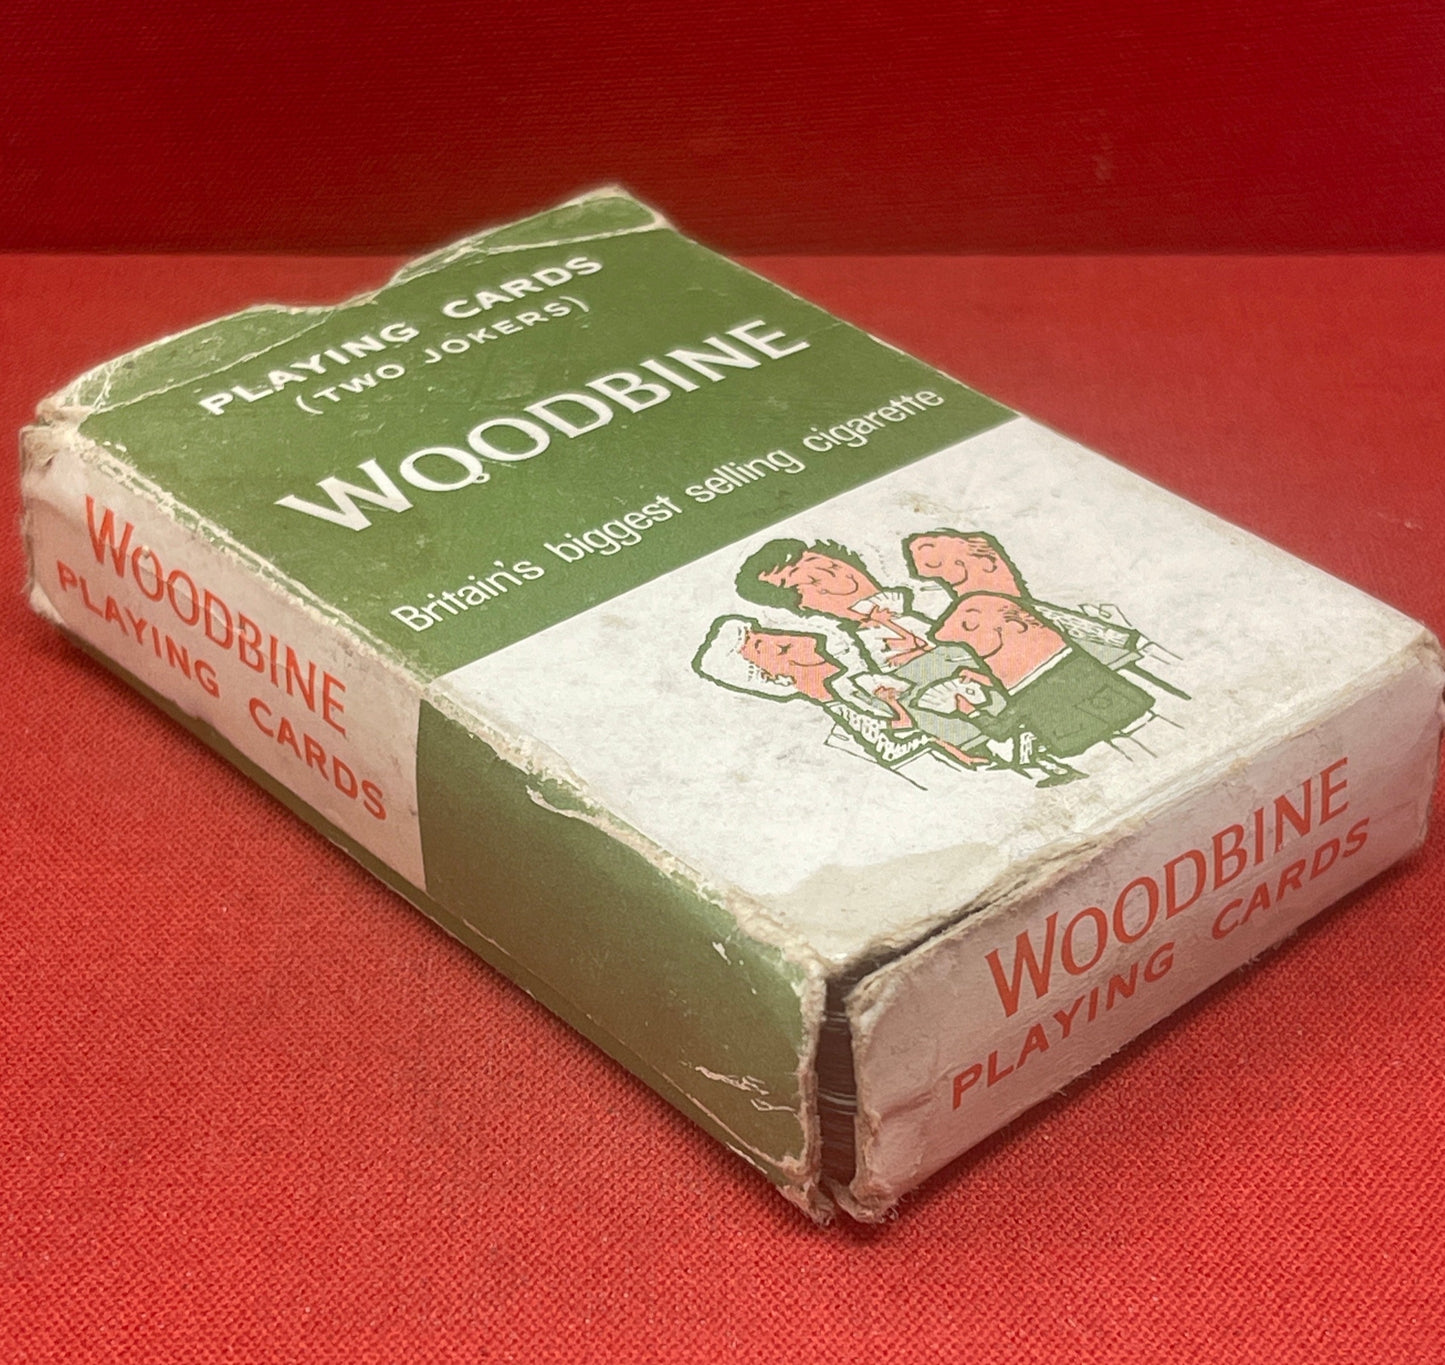 PLAYING CARDS
(TWO JOKERS)
WOODBINE
Britain's biggest selling cigarette
WOODBINE
PLAYING CARDS
WOODBINE
PLAYING CARDS